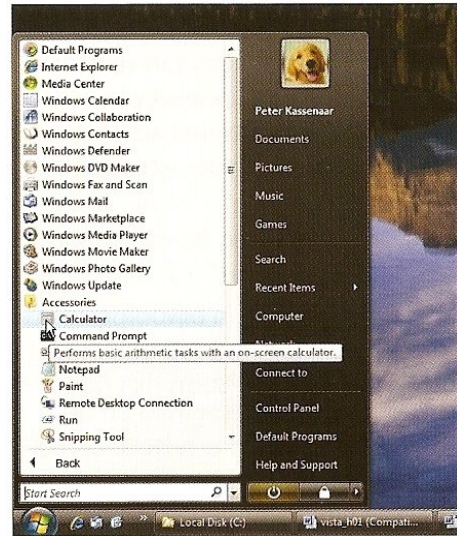 Default Programs
Internet Explorer
Media Center
Windows Calendar
Windows Collaboration
Windows Contacts
Windows Defender
Windows DVD Maker
Windows Fax and Scan
Windows Mail
Windows Marketplace
Windows Media Player
Windows Movie Maker
Windows Photo Gallery
Windows Update
Accessories
Calculator
Command Prompt
Performs basic arithmetic tasks with an on-screen calculator.
Notepad
Paint
Remote Desktop Connection
Run
Snipping Tool
Back
Start Search
Peter Kassenaar
Documents
Pictures
Music
Games
Search
Recent Items
Computer
Network
Connect to
Control Panel
Default Programs
Help and Support
Local Disk (C:)
vista_h01 (Compati...